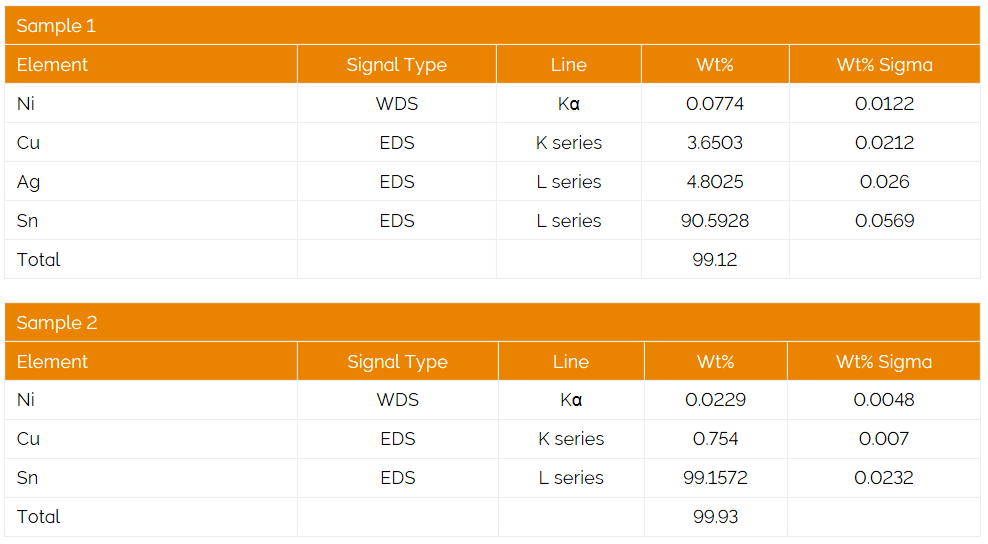 Sample 1
Element Signal Type Line Wt% Wt% Sigma
Ni WDS Kα 0.0774 0.0122
Cu EDS K series 3.6503 0.0212
Ag EDS L series 4.8025 0.026
Sn EDS L series 90.5928 0.0569
Total 99.12
Sample 2
Element Signal Type Line Wt% Wt% Sigma
Ni WDS Kα 0.0229 0.0048
Cu EDS K series 0.754 0.007
Sn EDS L series 99.1572 0.0232
Total 99.93